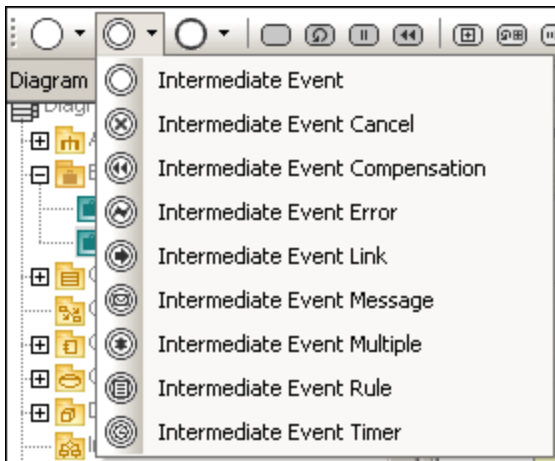 Diagram
Intermediate Event
Intermediate Event Cancel
Intermediate Event Compensation
Intermediate Event Error
Intermediate Event Link
Intermediate Event Message
Intermediate Event Multiple
Intermediate Event Rule
Intermediate Event Timer